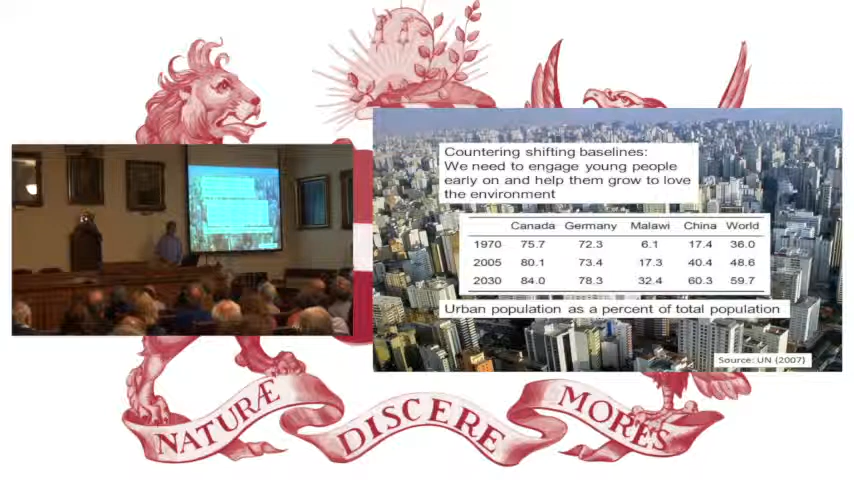 Countering shifting baselines:
We need to engage young people
early on and help them grow to love
the environment
Canada Germany Malawi China World
1970 75.7 72.3 6.1 17.4 36.0
2005 80.1 73.4 17.3 40.4 48.6
2030 84.0 78.3 32.4 60.3 59.7
Urban population as a percent of total population
Source: UN (2007)
NATURÆ DISCERE MORES